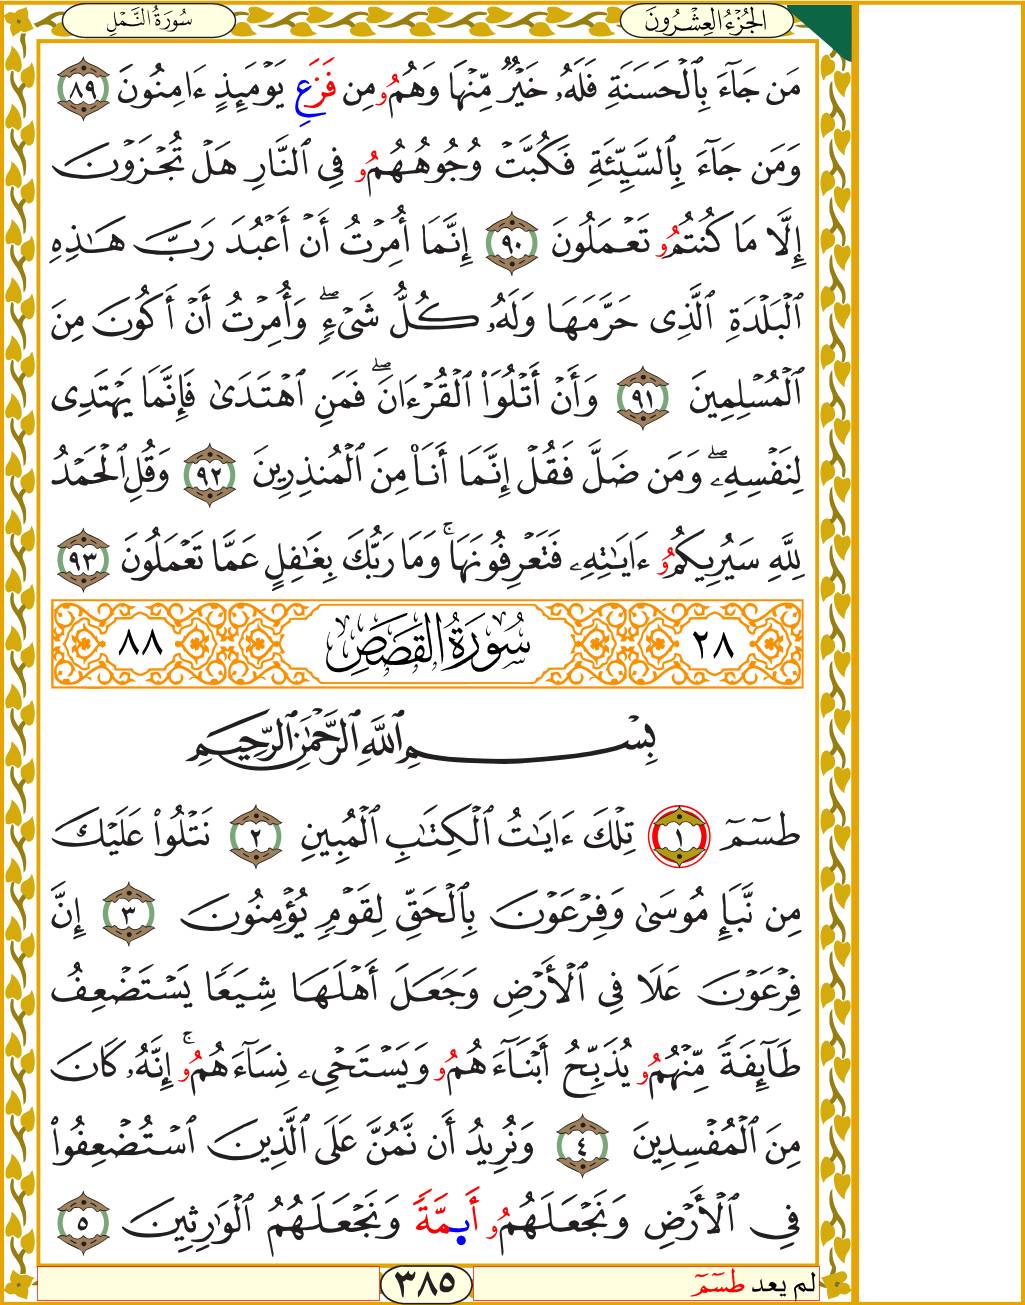 الجُزْءُ العِشْرُونَ
سُورَةُ النَّمْلِ
مَن جَآءَ بِٱلْحَسَنَةِ فَلَهُۥ خَيْرٌ مِّنْهَا وَهُمُۥ مِن فَزَعِ يَوْمَئِذٍ ءَامِنُونَ ٨٩
وَمَن جَآءَ بِٱلسَّيِّئَةِ فَكُبَّتْ وُجُوهُهُمُۥ فِي ٱلنَّارِ هَلْ تُجْزَوْنَ
إِلَّا مَا كُنتُمُۥ تَعْمَلُونَ ٩٠ إِنَّمَا أُمِرْتُ أَنْ أَعْبُدَ رَبَّ هَٰذِهِ
ٱلْبَلْدَةِ ٱلَّذِى حَرَّمَهَا وَلَهُۥ كُلُّ شَىْءٍۖ وَأُمِرْتُ أَنْ أَكُونَ مِنَ
ٱلْمُسْلِمِينَ ٩١ وَأَنْ أَتْلُوَا۟ ٱلْقُرْءَانَۖ فَمَنِ ٱهْتَدَىٰ فَإِنَّمَا يَهْتَدِى
لِنَفْسِهِۦۖ وَمَن ضَلَّ فَقُلْ إِنَّمَا أَنَا۠ مِنَ ٱلْمُنذِرِينَ ٩٢ وَقُلِ ٱلْحَمْدُ
لِلَّهِ سَيُرِيكُمُۥ ءَايَٰتِهِۦ فَتَعْرِفُونَهَاۚ وَمَا رَبُّكَ بِغَٰفِلٍ عَمَّا تَعْمَلُونَ ٩٣
٢٨ سُورَةُ القَصَصِ ٨٨
بِسْمِ ٱللَّهِ ٱلرَّحْمَٰنِ ٱلرَّحِيمِ
طسٓمٓ ١ تِلْكَ ءَايَٰتُ ٱلْكِتَٰبِ ٱلْمُبِينِ ٢ نَتْلُوا۟ عَلَيْكَ
مِن نَّبَإِ مُوسَىٰ وَفِرْعَوْنَ بِٱلْحَقِّ لِقَوْمٍ يُؤْمِنُونَ ٣ إِنَّ
فِرْعَوْنَ عَلَا فِي ٱلْأَرْضِ وَجَعَلَ أَهْلَهَا شِيَعًا يَسْتَضْعِفُ
طَآئِفَةً مِّنْهُمُۥ يُذَبِّحُ أَبْنَآءَهُمُۥ وَيَسْتَحْىِۦ نِسَآءَهُمُۥۚ إِنَّهُۥ كَانَ
مِنَ ٱلْمُفْسِدِينَ ٤ وَنُرِيدُ أَن نَّمُنَّ عَلَى ٱلَّذِينَ ٱسْتُضْعِفُوا۟
فِي ٱلْأَرْضِ وَنَجْعَلَهُمُۥ أَىِٕمَّةً وَنَجْعَلَهُمُ ٱلْوَٰرِثِينَ ٥
لم يعد طسٓمٓ
٣٨٥